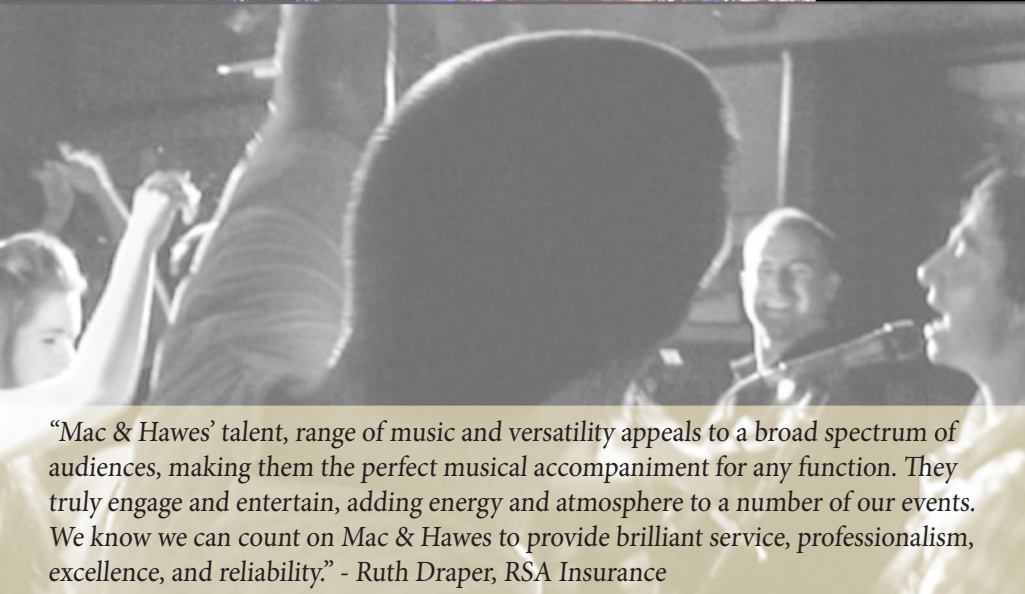 “Mac & Hawes’ talent, range of music and versatility appeals to a broad spectrum of
audiences, making them the perfect musical accompaniment for any function. They
truly engage and entertain, adding energy and atmosphere to a number of our events.
We know we can count on Mac & Hawes to provide brilliant service, professionalism,
excellence, and reliability.” - Ruth Draper, RSA Insurance